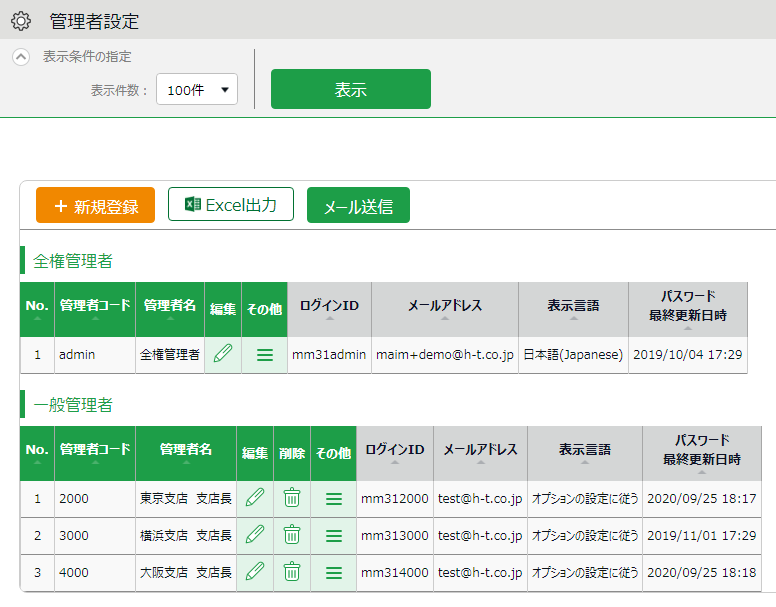 管理者設定
表示条件の指定
表示件数： 100件 表示
＋ 新規登録 Excel出力 メール送信
全権管理者
No. 管理者コード 管理者名 編集 その他 ログインID メールアドレス 表示言語 パスワード
最終更新日時
1 admin 全権管理者 mm31admin maim+demo@h-t.co.jp 日本語(Japanese) 2019/10/04 17:29
一般管理者
No. 管理者コード 管理者名 編集 削除 その他 ログインID メールアドレス 表示言語 パスワード
最終更新日時
1 2000 東京支店　支店長 mm312000 test@h-t.co.jp オプションの設定に従う 2020/09/25 18:17
2 3000 横浜支店　支店長 mm313000 test@h-t.co.jp オプションの設定に従う 2019/11/01 17:29
3 4000 大阪支店　支店長 mm314000 test@h-t.co.jp オプションの設定に従う 2020/09/25 18:18